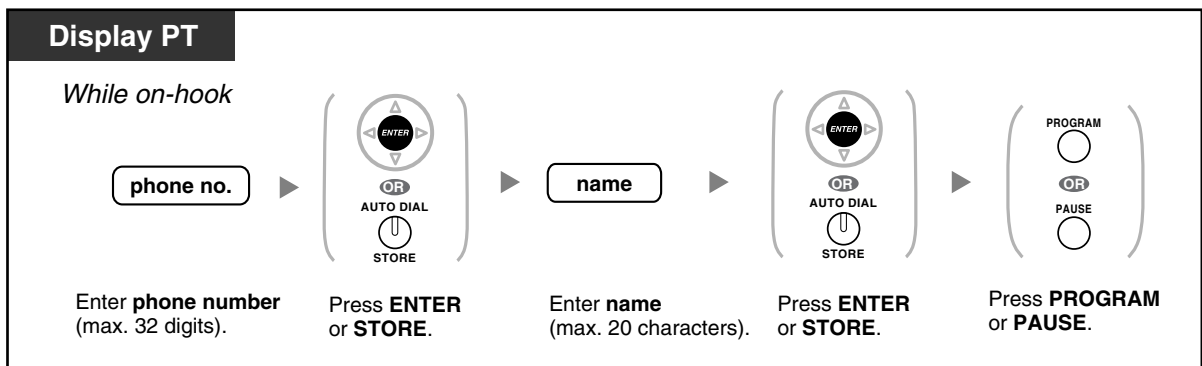 Display PT
While on-hook
phone no.
ENTER
OR
AUTO DIAL
STORE
name
ENTER
OR
AUTO DIAL
STORE
PROGRAM
OR
PAUSE
Enter phone number
(max. 32 digits).
Press ENTER
or STORE.
Enter name
(max. 20 characters).
Press ENTER
or STORE.
Press PROGRAM
or PAUSE.